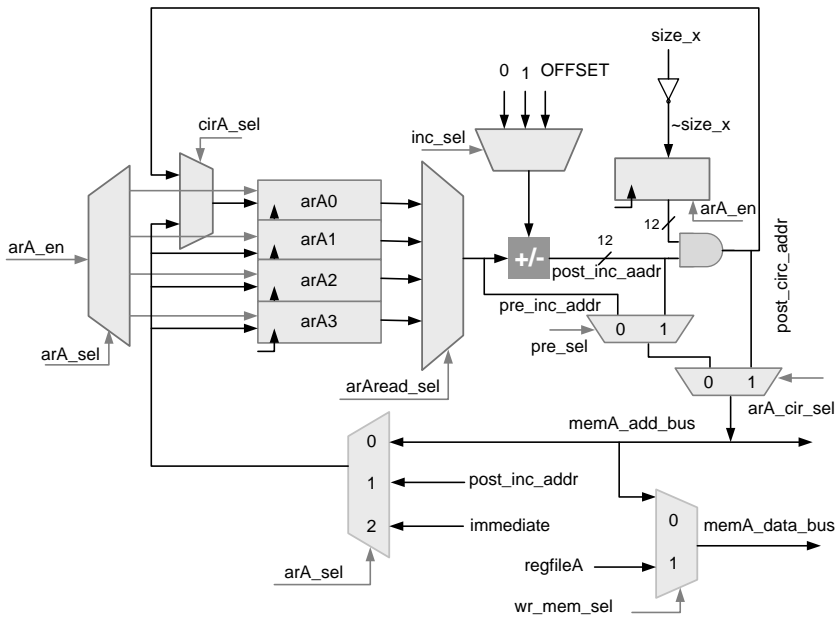 size_x
0 1 OFFSET
cirA_sel
inc_sel
~size_x
arA0
arA_en
12
arA1
arA_en
12
+/-
post_inc_aadr
arA2
post_circ_addr
pre_inc_addr
arA3
0 1
pre_sel
arA_sel
arAread_sel
0 1
arA_cir_sel
memA_add_bus
0
1
post_inc_addr
2
immediate
0
memA_data_bus
regfileA
1
arA_sel
wr_mem_sel